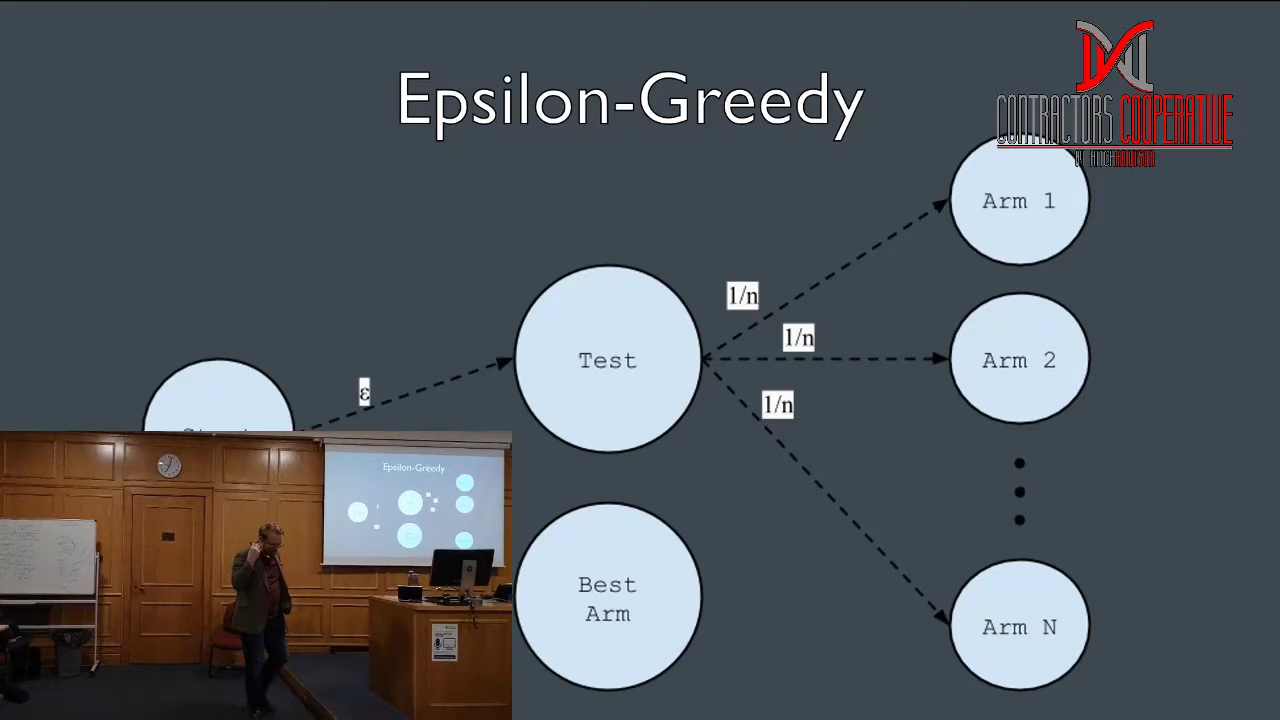 Epsilon-Greedy
CONTRACTORS COOPERATIVE
Arm 1
1/n
1/n
Test
Arm 2
ε
1/n
Epsilon-Greedy
Best
Arm
Arm N